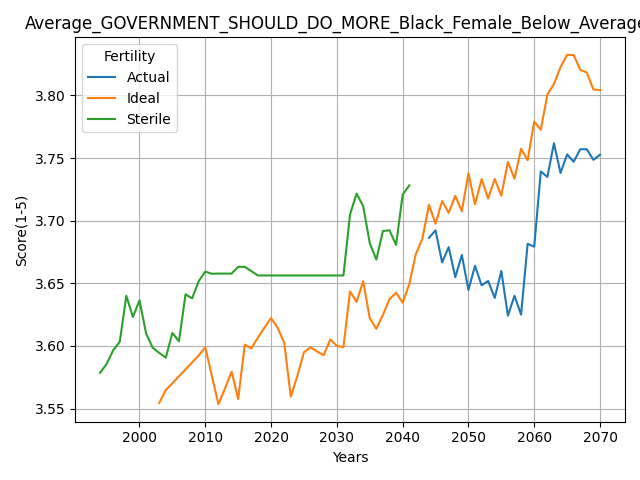 Average_GOVERNMENT_SHOULD_DO_MORE_Black_Female_Below_Average
Fertility
Actual
Ideal
Sterile
Score(1-5)
3.80
3.75
3.70
3.65
3.60
3.55
2000 2010 2020 2030 2040 2050 2060 2070
Years